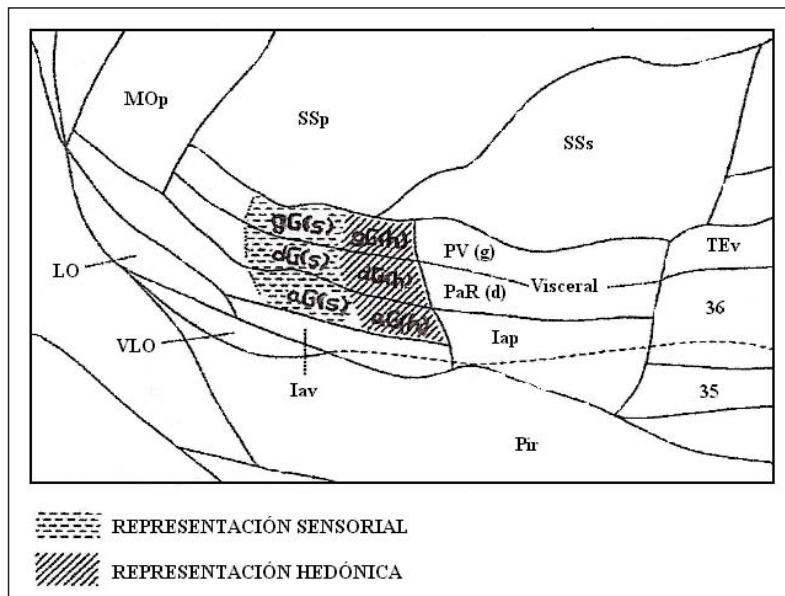 MOp
SSp
SSs
gG(s)
gG(h)
PV (g)
TEv
dG(s)
dG(h)
Visceral
LO
PaR (d)
36
aG(s)
aG(h)
VLO
Iap
Iav
35
Pir
REPRESENTACIÓN SENSORIAL
REPRESENTACIÓN HEDÓNICA